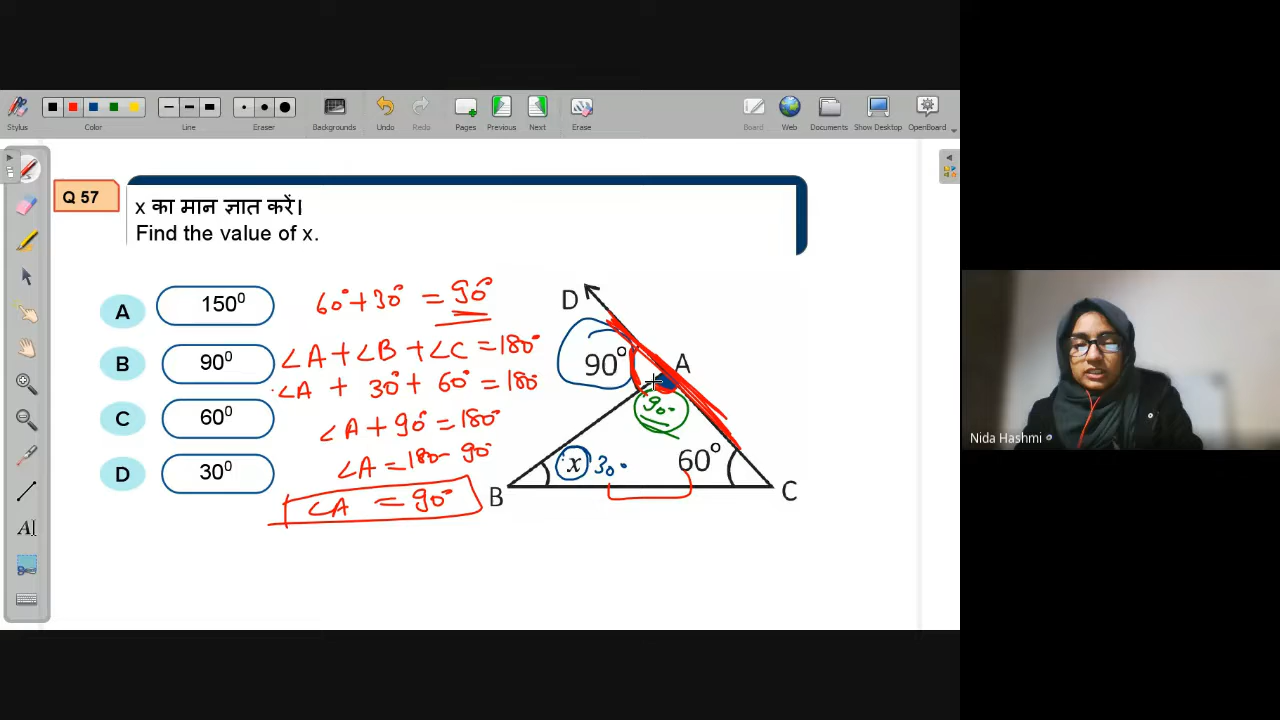 Stylus
Color
Line
Eraser
Backgrounds
Undo
Redo
Pages
Previous
Next
Erase
Board
Web
Documents
Show Desktop
OpenBoard
Q 57
x का मान ज्ञात करें।
Find the value of x.
A 150⁰
B 90⁰
C 60⁰
D 30⁰
60°+30° = 90°
∠A + ∠B + ∠C = 180°
∠A + 30° + 60° = 180
∠A + 90° = 180°
∠A = 180 - 90°
∠A = 90°
D
90°
A
90°
x 30°
60°
B
C
AI
Nida Hashmi